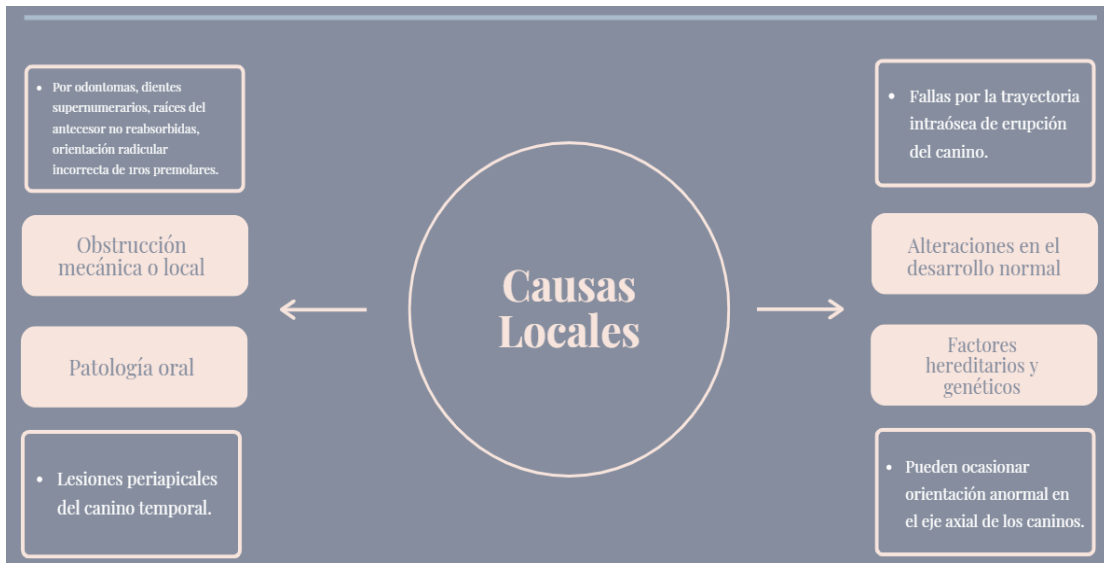 • Por odontomas, dientes
supernumerarios, raíces del
antecesor no reabsorbidas,
orientación radicular
incorrecta de 1ros premolares.
Obstrucción
mecánica o local
Patología oral
• Lesiones periapicales
del canino temporal.
Causas
Locales
• Fallas por la trayectoria
intraósea de erupción
del canino.
Alteraciones en el
desarrollo normal
Factores
hereditarios y
genéticos
• Pueden ocasionar
orientación anormal en
el eje axial de los caninos.